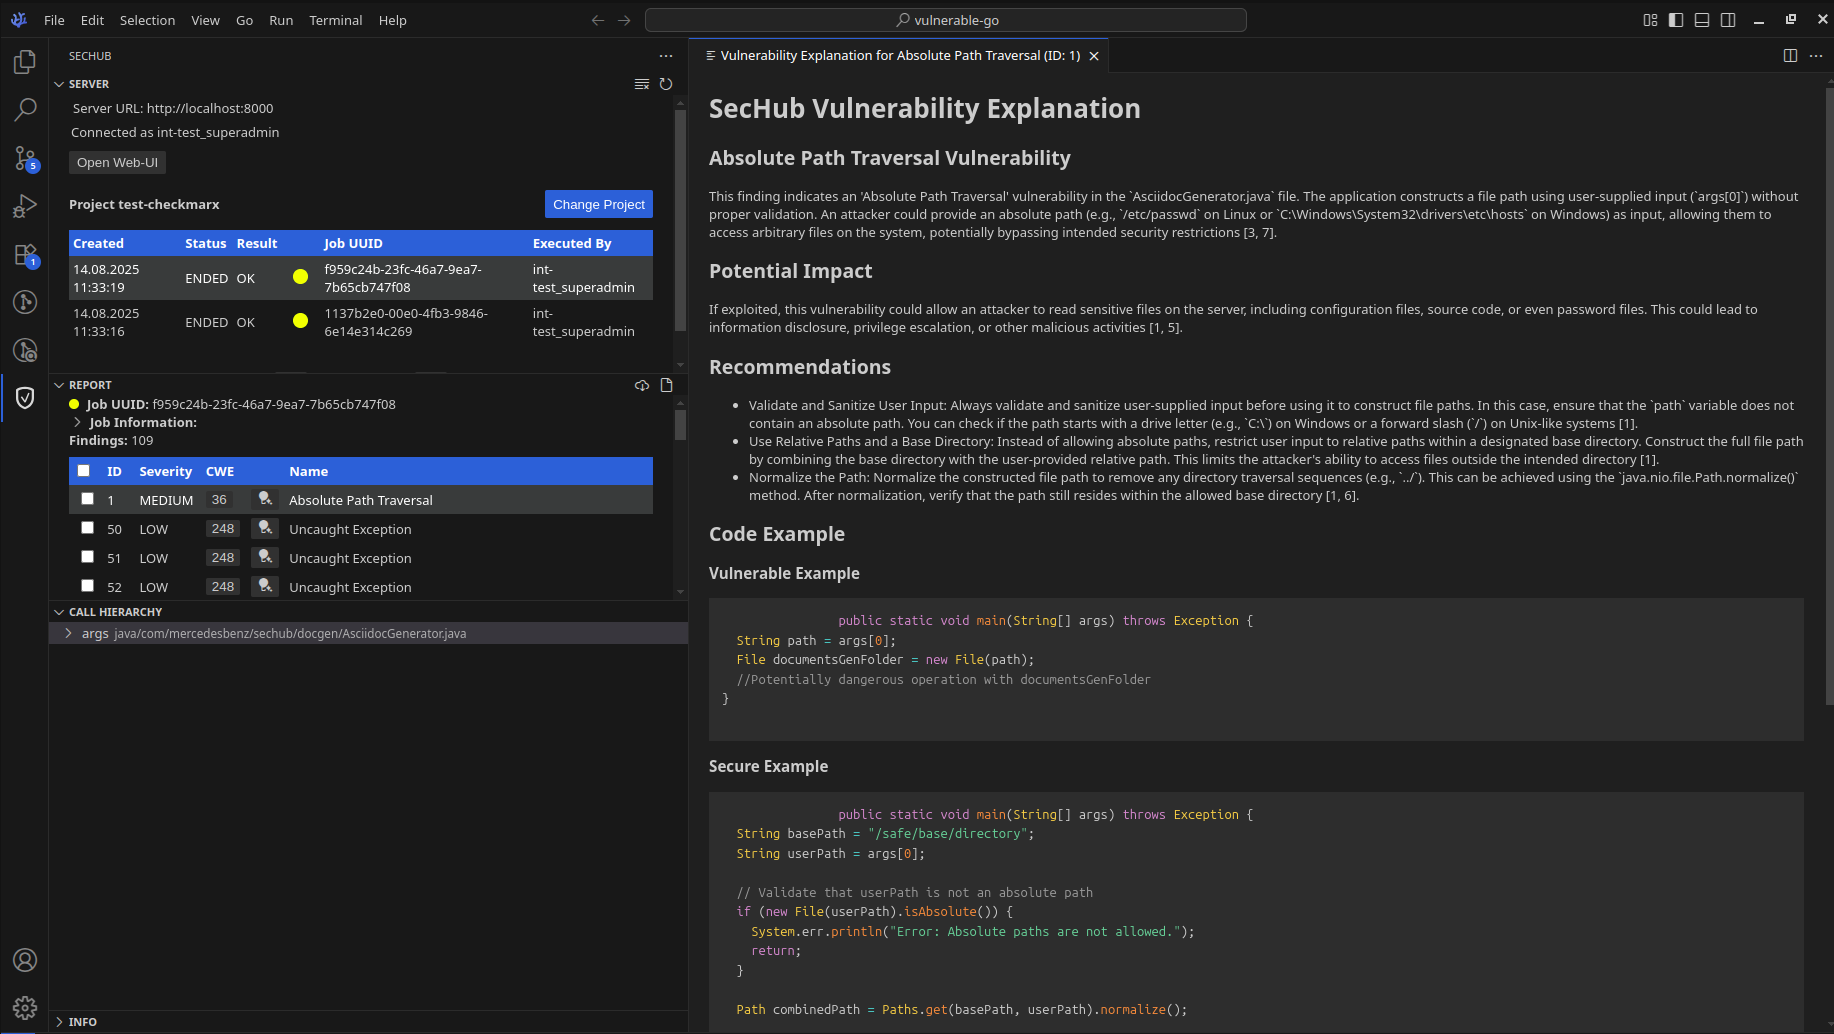 File Edit Selection View Go Run Terminal Help
vulnerable-go
SECHUB
SERVER
Server URL: http://localhost:8000
Connected as int-test_superadmin
Open Web-UI
Project test-checkmarx
Change Project
Created Status Result Job UUID Executed By
14.08.2025 11:33:19 ENDED OK f959c24b-23fc-46a7-9ea7-7b65cb747f08 int-test_superadmin
14.08.2025 11:33:16 ENDED OK 1137b2e0-00e0-4fb3-9846-6e14e314c269 int-test_superadmin
REPORT
Job UUID: f959c24b-23fc-46a7-9ea7-7b65cb747f08
Job Information:
Findings: 109
ID Severity CWE Name
1 MEDIUM 36 Absolute Path Traversal
50 LOW 248 Uncaught Exception
51 LOW 248 Uncaught Exception
52 LOW 248 Uncaught Exception
CALL HIERARCHY
args java/com/mercedesbenz/sechub/docgen/AsciidocGenerator.java
INFO
5
1
Vulnerability Explanation for Absolute Path Traversal (ID: 1)
SecHub Vulnerability Explanation
Absolute Path Traversal Vulnerability
This finding indicates an 'Absolute Path Traversal' vulnerability in the `AsciidocGenerator.java` file. The application constructs a file path using user-supplied input (`args[0]`) without
proper validation. An attacker could provide an absolute path (e.g., `/etc/passwd` on Linux or `C:\Windows\System32\drivers\etc\hosts` on Windows) as input, allowing them to
access arbitrary files on the system, potentially bypassing intended security restrictions [3, 7].
Potential Impact
If exploited, this vulnerability could allow an attacker to read sensitive files on the server, including configuration files, source code, or even password files. This could lead to
information disclosure, privilege escalation, or other malicious activities [1, 5].
Recommendations
• Validate and Sanitize User Input: Always validate and sanitize user-supplied input before using it to construct file paths. In this case, ensure that the `path` variable does not
contain an absolute path. You can check if the path starts with a drive letter (e.g., `C:\`) on Windows or a forward slash (`/`) on Unix-like systems [1].
• Use Relative Paths and a Base Directory: Instead of allowing absolute paths, restrict user input to relative paths within a designated base directory. Construct the full file path
by combining the base directory with the user-provided relative path. This limits the attacker's ability to access files outside the intended directory [1].
• Normalize the Path: Normalize the constructed file path to remove any directory traversal sequences (e.g., `../`). This can be achieved using the `java.nio.file.Path.normalize()`
method. After normalization, verify that the path still resides within the allowed base directory [1, 6].
Code Example
Vulnerable Example
public static void main(String[] args) throws Exception {
String path = args[0];
File documentsGenFolder = new File(path);
//Potentially dangerous operation with documentsGenFolder
}
Secure Example
public static void main(String[] args) throws Exception {
String basePath = "/safe/base/directory";
String userPath = args[0];
// Validate that userPath is not an absolute path
if (new File(userPath).isAbsolute()) {
System.err.println("Error: Absolute paths are not allowed.");
return;
}
Path combinedPath = Paths.get(basePath, userPath).normalize();